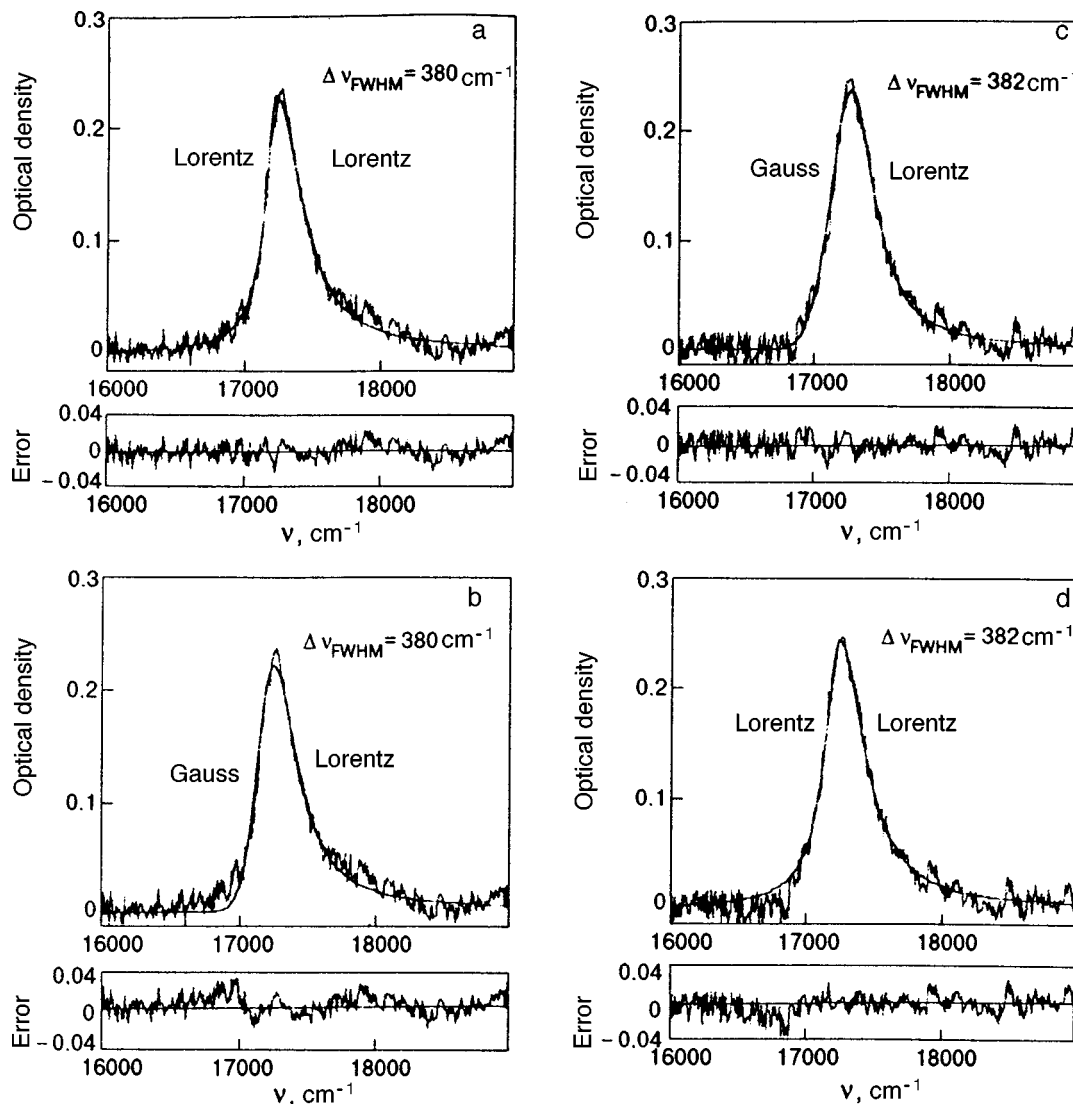 a
0.3
0.2
0.1
0
Optical density
Δ ν FWHM = 380 cm⁻¹
Lorentz
Lorentz
16000
17000
18000
0.04
0
− 0.04
Error
16000
17000
18000
ν, cm⁻¹
b
0.3
0.2
0.1
0
Optical density
Δ ν FWHM = 380 cm⁻¹
Gauss
Lorentz
16000
17000
18000
0.04
0
− 0.04
Error
16000
17000
18000
ν, cm⁻¹
c
0.3
0.2
0.1
0
Optical density
Δ ν FWHM = 382 cm⁻¹
Gauss
Lorentz
16000
17000
18000
0.04
0
− 0.04
Error
16000
17000
18000
ν, cm⁻¹
d
0.3
0.2
0.1
0
Optical density
Δ ν FWHM = 382 cm⁻¹
Lorentz
Lorentz
16000
17000
18000
0.04
0
− 0.04
Error
16000
17000
18000
ν, cm⁻¹